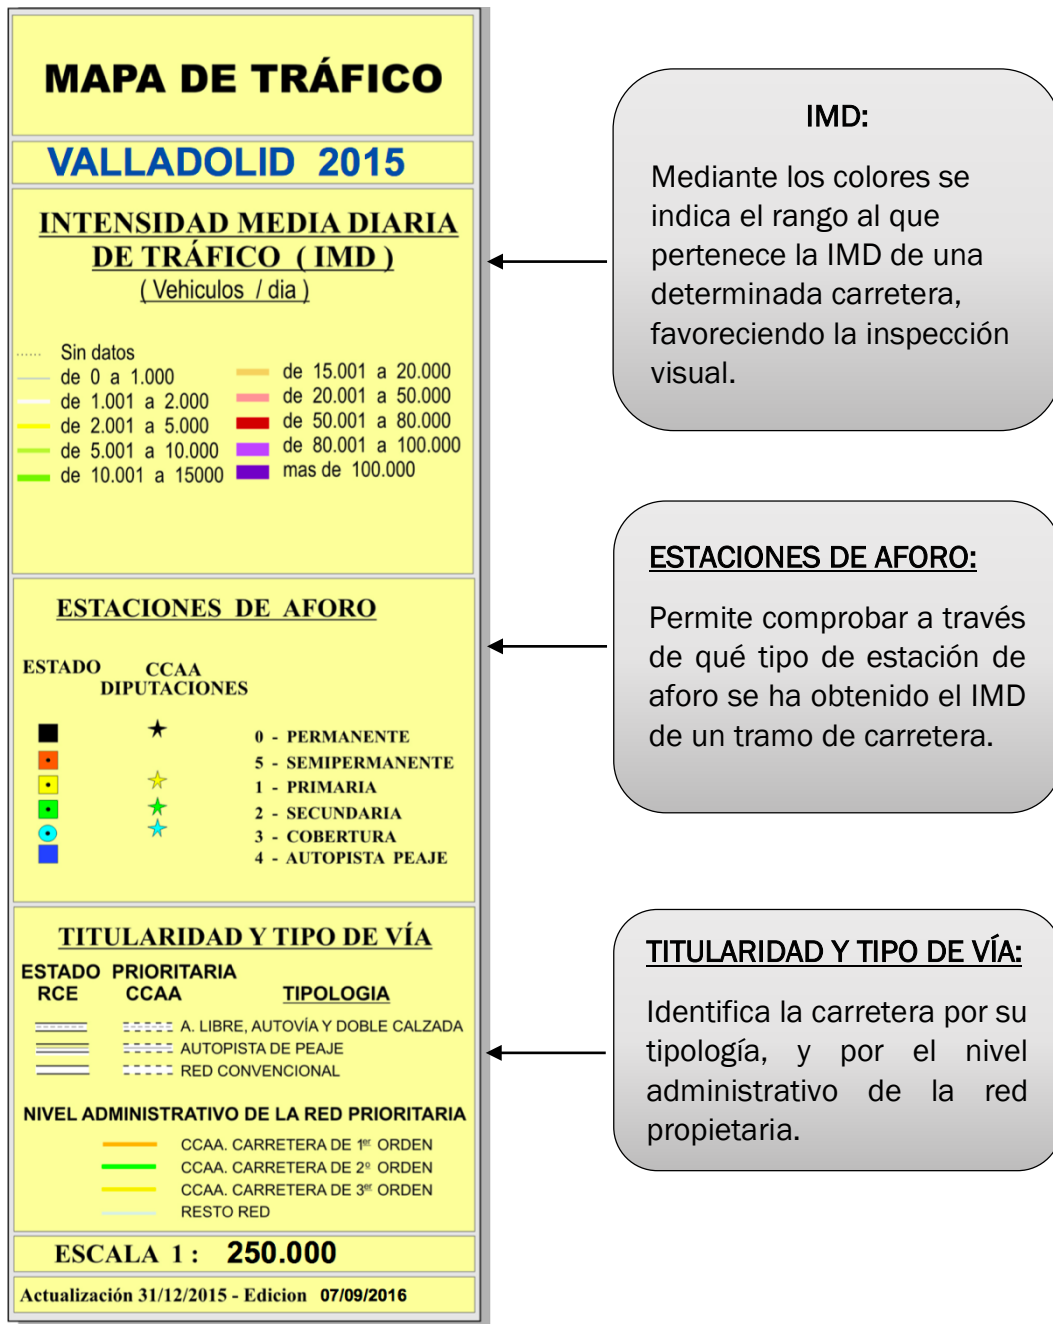 MAPA DE TRÁFICO
VALLADOLID 2015
INTENSIDAD MEDIA DIARIA
DE TRÁFICO ( IMD )
( Vehiculos / dia )
Sin datos
de 0 a 1.000
de 1.001 a 2.000
de 2.001 a 5.000
de 5.001 a 10.000
de 10.001 a 15000
de 15.001 a 20.000
de 20.001 a 50.000
de 50.001 a 80.000
de 80.001 a 100.000
mas de 100.000
ESTACIONES DE AFORO
ESTADO CCAA
DIPUTACIONES
0 - PERMANENTE
5 - SEMIPERMANENTE
1 - PRIMARIA
2 - SECUNDARIA
3 - COBERTURA
4 - AUTOPISTA PEAJE
TITULARIDAD Y TIPO DE VÍA
ESTADO PRIORITARIA
RCE CCAA TIPOLOGIA
A. LIBRE, AUTOVÍA Y DOBLE CALZADA
AUTOPISTA DE PEAJE
RED CONVENCIONAL
NIVEL ADMINISTRATIVO DE LA RED PRIORITARIA
CCAA. CARRETERA DE 1er ORDEN
CCAA. CARRETERA DE 2º ORDEN
CCAA. CARRETERA DE 3er ORDEN
RESTO RED
ESCALA 1 : 250.000
Actualización 31/12/2015 - Edicion 07/09/2016
IMD:
Mediante los colores se
indica el rango al que
pertenece la IMD de una
determinada carretera,
favoreciendo la inspección
visual.
ESTACIONES DE AFORO:
Permite comprobar a través
de qué tipo de estación de
aforo se ha obtenido el IMD
de un tramo de carretera.
TITULARIDAD Y TIPO DE VÍA:
Identifica la carretera por su
tipología, y por el nivel
administrativo de la red
propietaria.